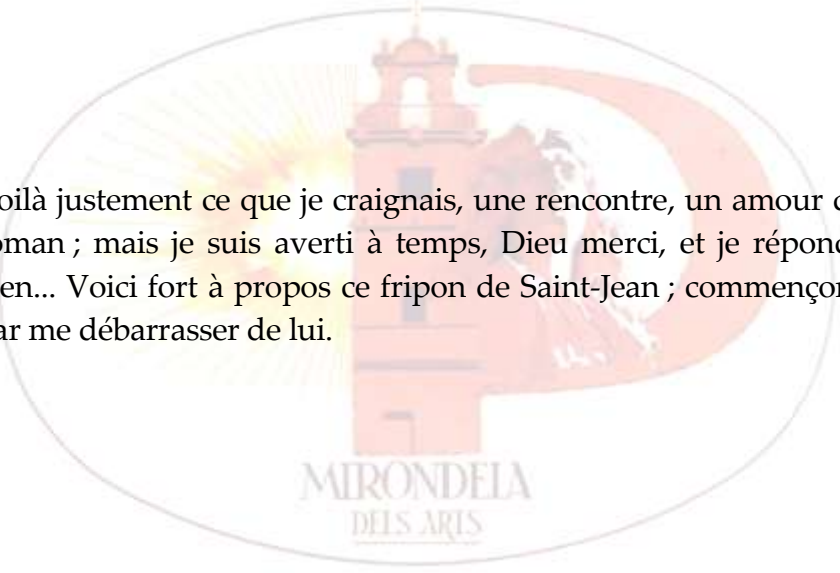 oilà justement ce que je craignais, une rencontre, un amour d
oman ; mais je suis averti à temps, Dieu merci, et je répond
en... Voici fort à propos ce fripon de Saint-Jean ; commenço
ar me débarrasser de lui.
MIRONDELA
DELS ARTS